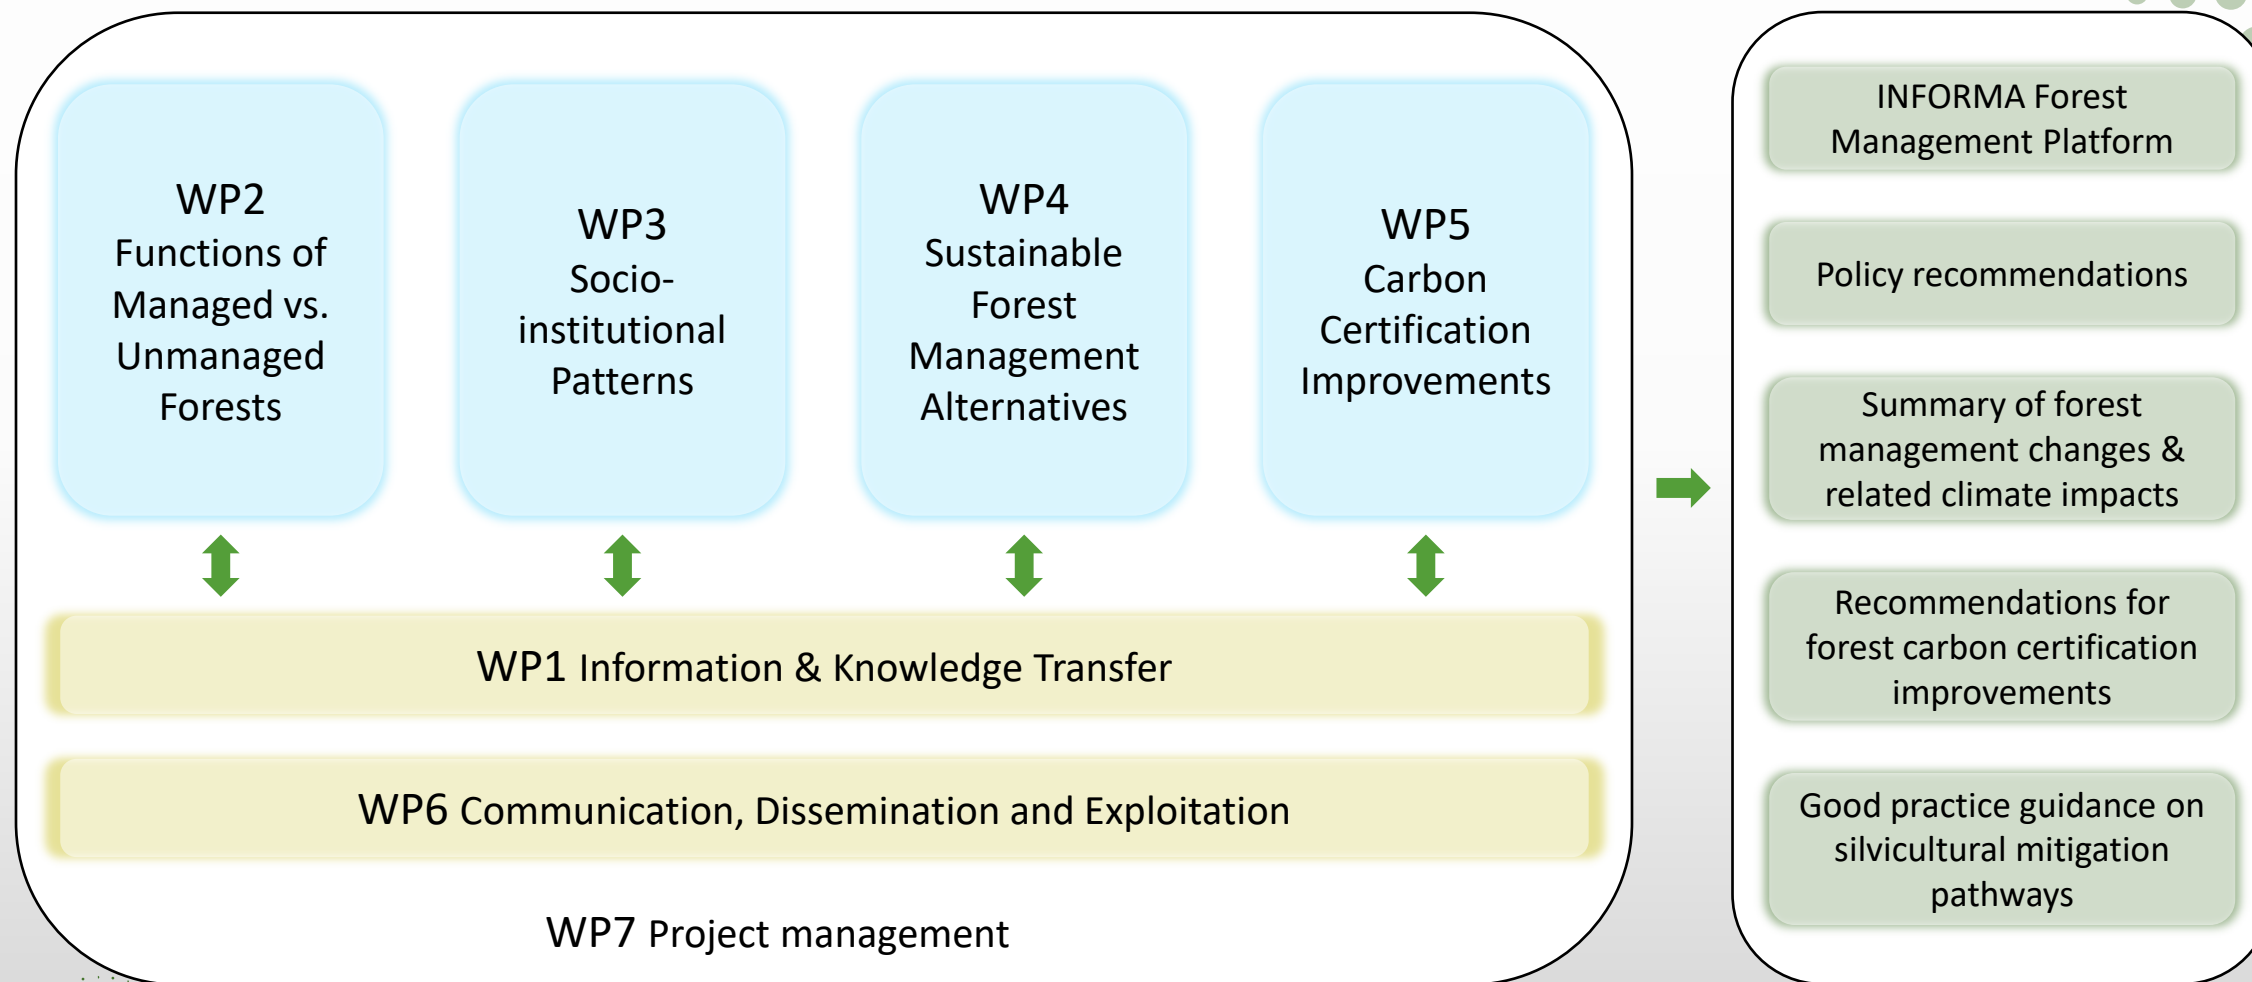 WP2
Functions of
Managed vs.
Unmanaged
Forests
WP3
Socio-
institutional
Patterns
WP4
Sustainable
Forest
Management
Alternatives
WP5
Carbon
Certification
Improvements
WP1 Information & Knowledge Transfer
WP6 Communication, Dissemination and Exploitation
WP7 Project management
INFORMA Forest
Management Platform
Policy recommendations
Summary of forest
management changes &
related climate impacts
Recommendations for
forest carbon certification
improvements
Good practice guidance on
silvicultural mitigation
pathways